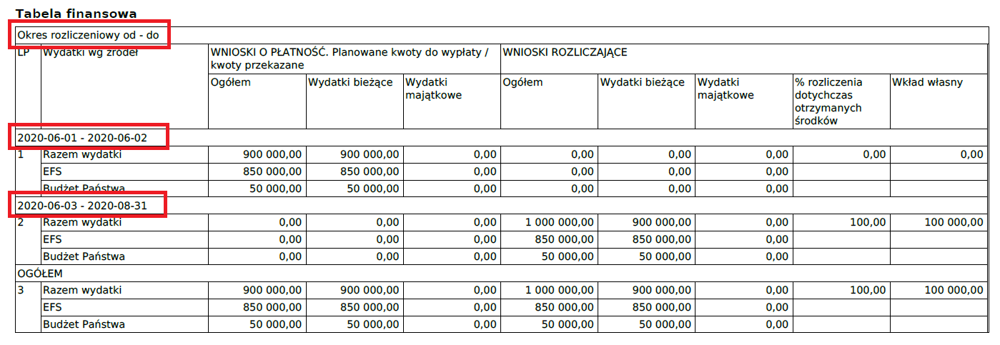 Tabela finansowa
Okres rozliczeniowy od - do
LP Wydatki wg źródeł WNIOSKI O PŁATNOŚĆ. Planowane kwoty do wypłaty / kwoty przekazane WNIOSKI ROZLICZAJĄCE
Ogółem Wydatki bieżące Wydatki majątkowe Ogółem Wydatki bieżące Wydatki majątkowe % rozliczenia dotychczas otrzymanych środków Wkład własny
2020-06-01 - 2020-06-02
1 Razem wydatki 900 000,00 900 000,00 0,00 0,00 0,00 0,00 0,00 0,00
EFS 850 000,00 850 000,00 0,00 0,00 0,00 0,00
Budżet Państwa 50 000,00 50 000,00 0,00 0,00 0,00 0,00
2020-06-03 - 2020-08-31
2 Razem wydatki 0,00 0,00 0,00 1 000 000,00 900 000,00 0,00 100,00 100 000,00
EFS 0,00 0,00 0,00 850 000,00 850 000,00 0,00
Budżet Państwa 0,00 0,00 0,00 50 000,00 50 000,00 0,00
OGÓŁEM
3 Razem wydatki 900 000,00 900 000,00 0,00 1 000 000,00 900 000,00 0,00 100,00 100 000,00
EFS 850 000,00 850 000,00 0,00 850 000,00 850 000,00 0,00
Budżet Państwa 50 000,00 50 000,00 0,00 50 000,00 50 000,00 0,00